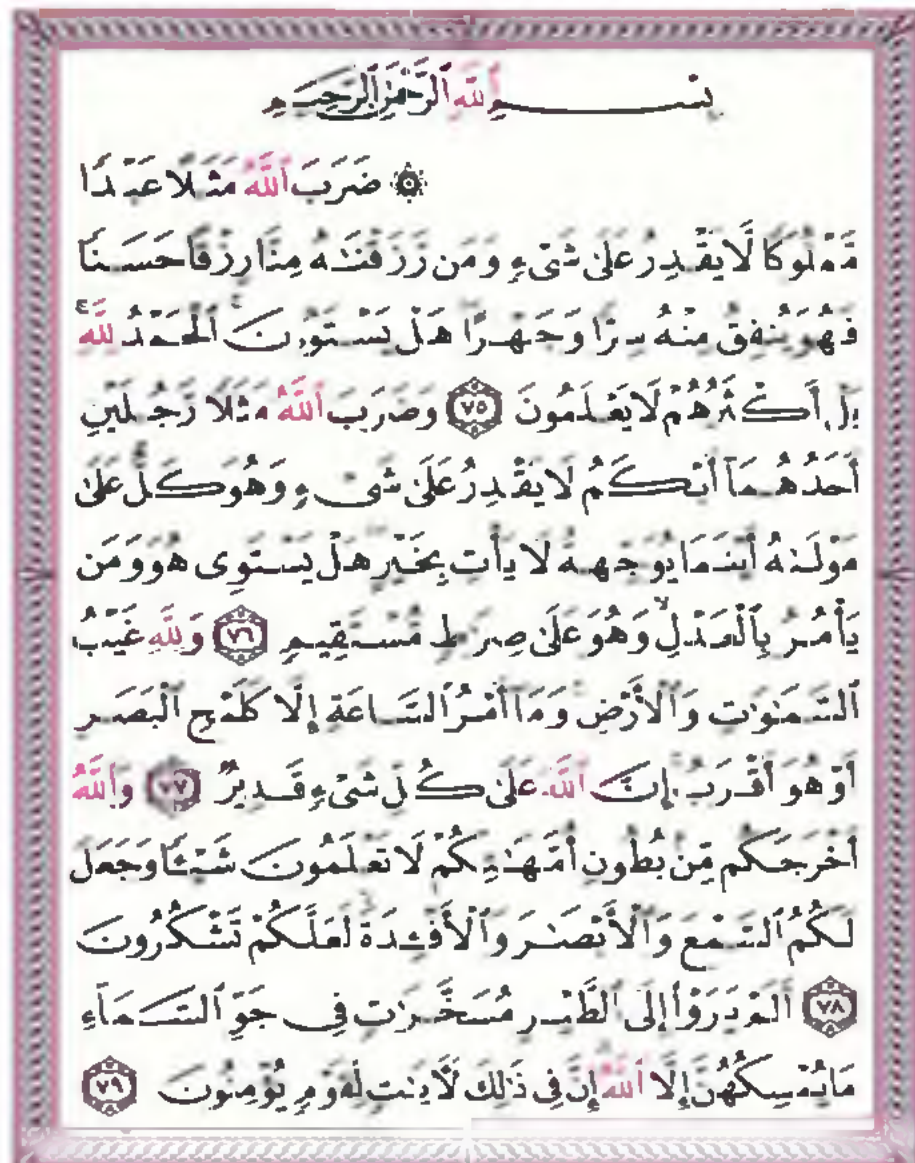 بِسْمِ ٱللَّهِ ٱلرَّحْمَٰنِ ٱلرَّحِيمِ
۞ ضَرَبَ ٱللَّهُ مَثَلًا عَبْدًا
مَّمْلُوكًا لَّا يَقْدِرُ عَلَىٰ شَىْءٍ وَمَن رَّزَقْنَـٰهُ مِنَّا رِزْقًا حَسَنًا
فَهُوَ يُنفِقُ مِنْهُ سِرًّا وَجَهْرًا هَلْ يَسْتَوُۥنَ ۚ ٱلْحَمْدُ لِلَّهِ ۚ
بَلْ أَكْثَرُهُمْ لَا يَعْلَمُونَ ٧٥ وَضَرَبَ ٱللَّهُ مَثَلًا رَّجُلَيْنِ
أَحَدُهُمَآ أَبْكَمُ لَا يَقْدِرُ عَلَىٰ شَىْءٍ وَهُوَ كَلٌّ عَلَىٰ
مَوْلَىٰهُ أَيْنَمَا يُوَجِّههُّ لَا يَأْتِ بِخَيْرٍ هَلْ يَسْتَوِى هُوَ وَمَن
يَأْمُرُ بِٱلْعَدْلِ ۙ وَهُوَ عَلَىٰ صِرَٰطٍ مُّسْتَقِيمٍ ٧٦ وَلِلَّهِ غَيْبُ
ٱلسَّمَـٰوَٰتِ وَٱلْأَرْضِ ۚ وَمَآ أَمْرُ ٱلسَّاعَةِ إِلَّا كَلَمْحِ ٱلْبَصَرِ
أَوْ هُوَ أَقْرَبُ ۚ إِنَّ ٱللَّهَ عَلَىٰ كُلِّ شَىْءٍ قَدِيرٌ ٧٧ وَٱللَّهُ
أَخْرَجَكُم مِّنۢ بُطُونِ أُمَّهَـٰتِكُمْ لَا تَعْلَمُونَ شَيْـًٔا وَجَعَلَ
لَكُمُ ٱلسَّمْعَ وَٱلْأَبْصَـٰرَ وَٱلْأَفْـِٔدَةَ ۙ لَعَلَّكُمْ تَشْكُرُونَ
٧٨ أَلَمْ يَرَوْا۟ إِلَى ٱلطَّيْرِ مُسَخَّرَٰتٍ فِى جَوِّ ٱلسَّمَآءِ
مَا يُمْسِكُهُنَّ إِلَّا ٱللَّهُ ۗ إِنَّ فِى ذَٰلِكَ لَـَٔايَـٰتٍ لِّقَوْمٍ يُؤْمِنُونَ ٧٩